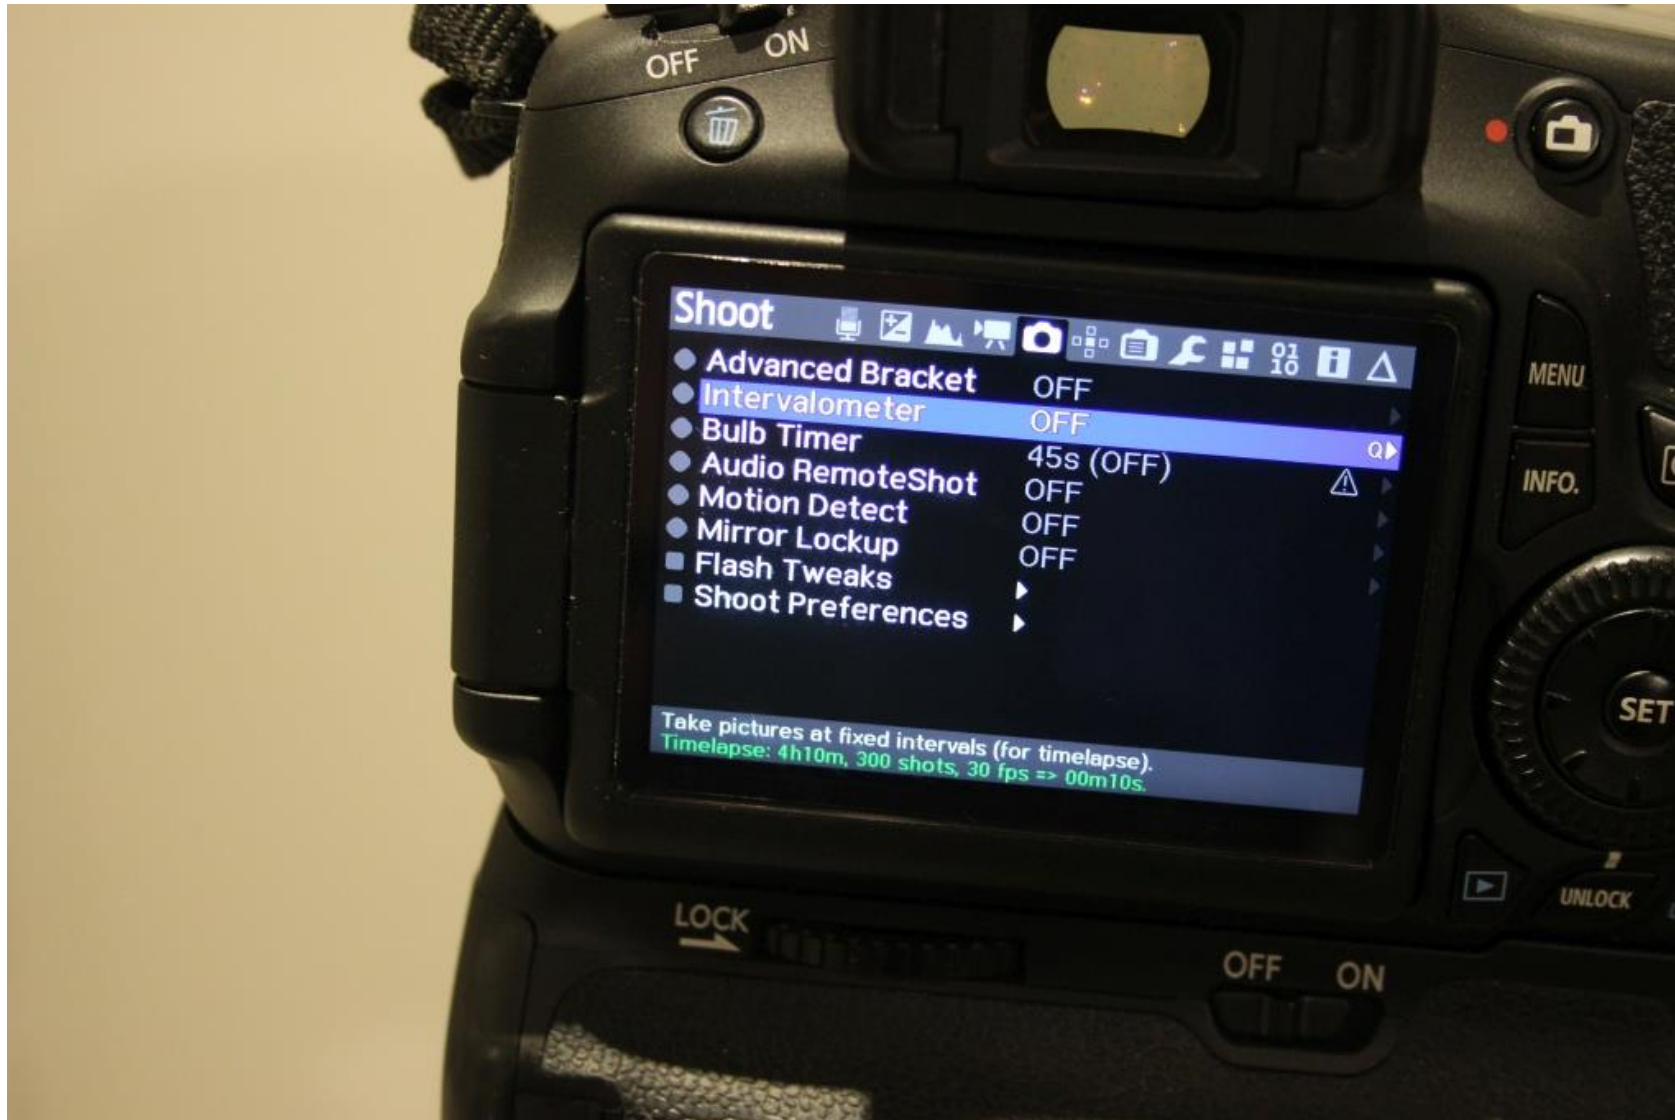 OFF ON
Shoot
Advanced Bracket OFF
Intervalometer OFF
Q
Bulb Timer 45s (OFF)
Audio RemoteShot OFF
Motion Detect OFF
Mirror Lockup OFF
Flash Tweaks
Shoot Preferences
Take pictures at fixed intervals (for timelapse).
Timelapse: 4h10m, 300 shots, 30 fps => 00m10s.
MENU
INFO.
SET
UNLOCK
LOCK
OFF ON